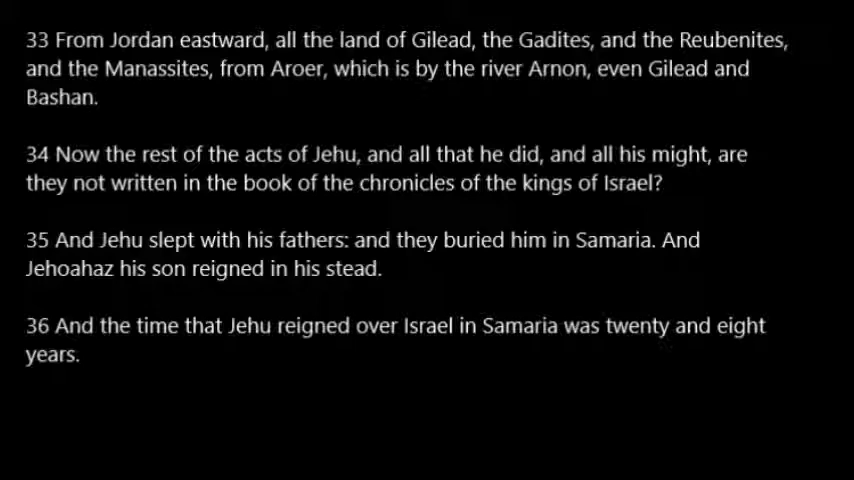 33 From Jordan eastward, all the land of Gilead, the Gadites, and the Reubenites,
and the Manassites, from Aroer, which is by the river Arnon, even Gilead and
Bashan.
34 Now the rest of the acts of Jehu, and all that he did, and all his might, are
they not written in the book of the chronicles of the kings of Israel?
35 And Jehu slept with his fathers: and they buried him in Samaria. And
Jehoahaz his son reigned in his stead.
36 And the time that Jehu reigned over Israel in Samaria was twenty and eight
years.